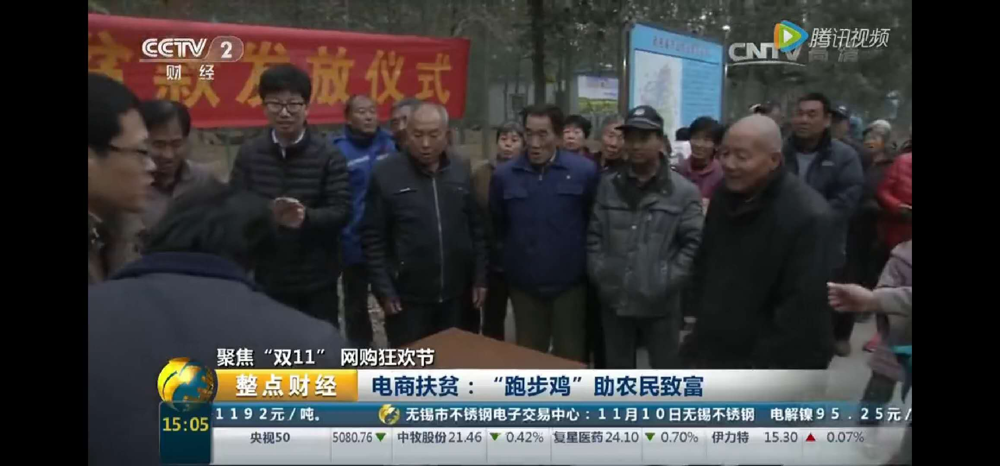 CCTV 2
财 经
款发放仪式
腾讯视频
CNTV 高清
聚焦“双11” 网购狂欢节
整点财经
电商扶贫：“跑步鸡”助农民致富
15:05
1192元/吨。 无锡市不锈钢电子交易中心：11月10日无锡不锈钢 电解镍95.25元/
央视50 5080.76▼ 中牧股份21.46 ▼ 0.42% 复星医药24.10 ▼ 0.70% 伊力特 15.30 ▲ 0.07%